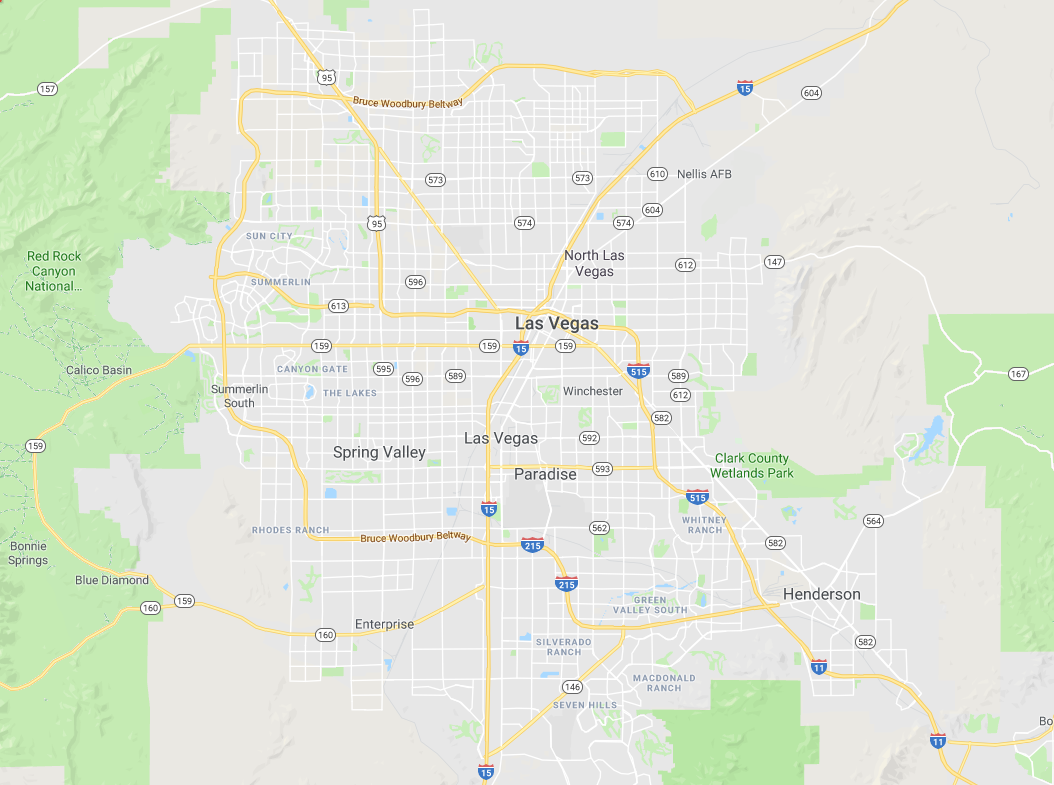 95
157
15
604
Bruce Woodbury Beltway
573
573
610
Nellis AFB
604
95
574
574
SUN CITY
Red Rock
Canyon
National...
North Las
Vegas
612
147
SUMMERLIN
596
613
Las Vegas
159
159
15
159
CANYON GATE
595
596
589
515
589
612
Calico Basin
167
Summerlin
South
THE LAKES
Winchester
582
159
Las Vegas
592
Spring Valley
Paradise
593
Clark County
Wetlands Park
515
15
RHODES RANCH
Bruce Woodbury Beltway
562
WHITNEY
RANCH
564
215
582
Bonnie
Springs
Blue Diamond
215
Henderson
160
159
GREEN
VALLEY SOUTH
160
Enterprise
SILVERADO
RANCH
582
11
146
MACDONALD
RANCH
SEVEN HILLS
Bo
11
15